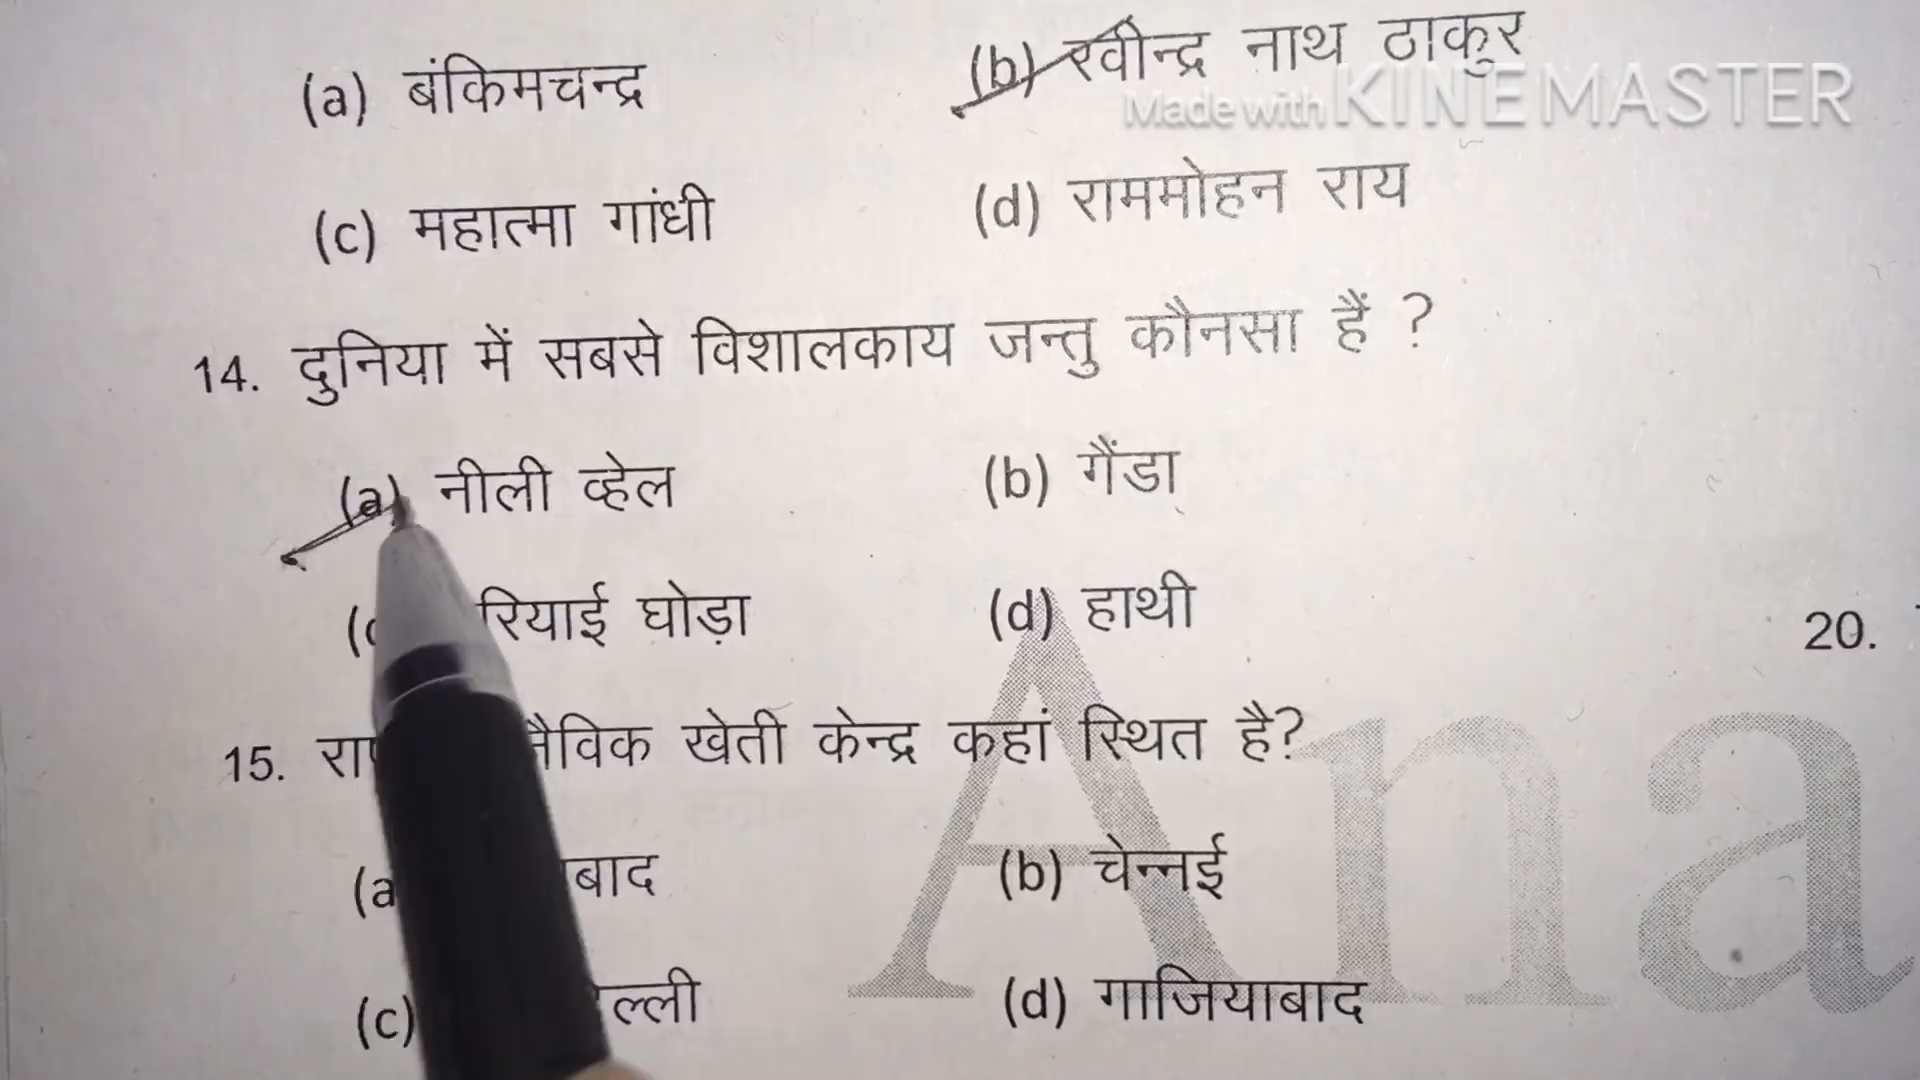 (a) बंकिमचन्द्र (b) रवीन्द्र नाथ ठाकुर
Made with KINEMASTER
(c) महात्मा गांधी (d) राममोहन राय
14. दुनिया में सबसे विशालकाय जन्तु कौनसा हैं ?
(a) नीली व्हेल (b) गैंडा
घोड़ा (d) हाथी
20.
15. खेती केन्द्र कहां स्थित है?
(b) चेन्नई
(c) (d) गाजियाबाद
Ana